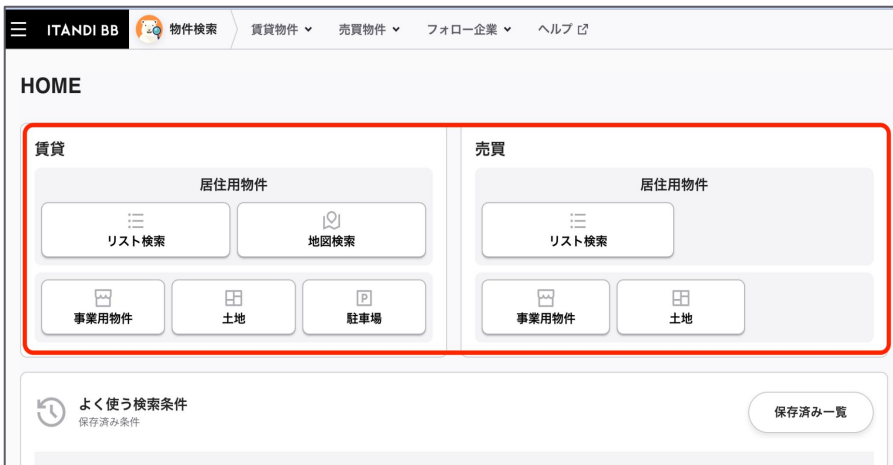 ITANDI BB 物件検索 賃貸物件 売買物件 フォロー企業 ヘルプ
HOME
賃貸
居住用物件
リスト検索 地図検索
事業用物件 土地 駐車場
売買
居住用物件
リスト検索
事業用物件 土地
よく使う検索条件
保存済み条件
保存済み一覧